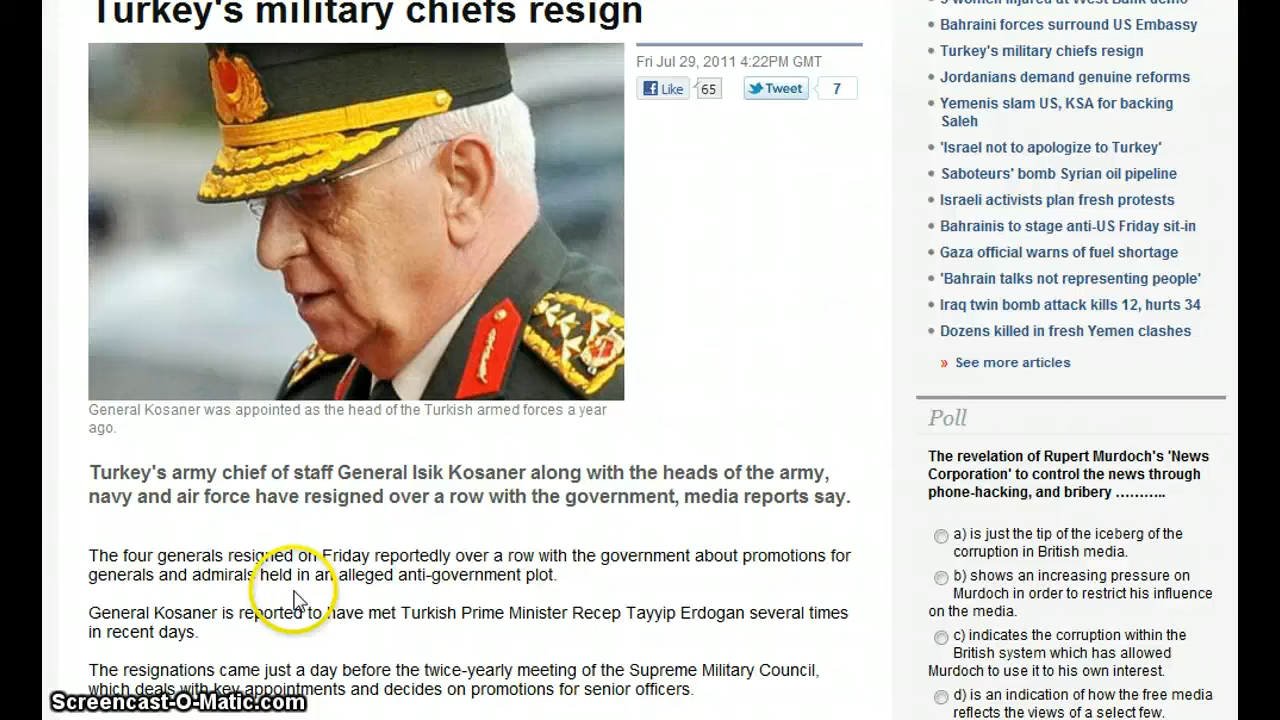 Turkey's military chiefs resign
Fri Jul 29, 2011 4:22PM GMT
Like 65 Tweet 7
General Kosaner was appointed as the head of the Turkish armed forces a year
ago.
Turkey's army chief of staff General Isik Kosaner along with the heads of the army,
navy and air force have resigned over a row with the government, media reports say.
The four generals resigned on Friday reportedly over a row with the government about promotions for
generals and admirals held in an alleged anti-government plot.
General Kosaner is reported to have met Turkish Prime Minister Recep Tayyip Erdogan several times
in recent days.
The resignations came just a day before the twice-yearly meeting of the Supreme Military Council,
which deals with key appointments and decides on promotions for senior officers.
Screencast-O-Matic.com
Bahraini forces surround US Embassy
Turkey's military chiefs resign
Jordanians demand genuine reforms
Yemenis slam US, KSA for backing
Saleh
'Israel not to apologize to Turkey'
Saboteurs' bomb Syrian oil pipeline
Israeli activists plan fresh protests
Bahrainis to stage anti-US Friday sit-in
Gaza official warns of fuel shortage
'Bahrain talks not representing people'
Iraq twin bomb attack kills 12, hurts 34
Dozens killed in fresh Yemen clashes
» See more articles
Poll
The revelation of Rupert Murdoch's 'News
Corporation' to control the news through
phone-hacking, and bribery ………..
a) is just the tip of the iceberg of the
corruption in British media.
b) shows an increasing pressure on
Murdoch in order to restrict his influence
on the media.
c) indicates the corruption within the
British system which has allowed
Murdoch to use it to his own interest.
d) is an indication of how the free media
reflects the views of a select few.